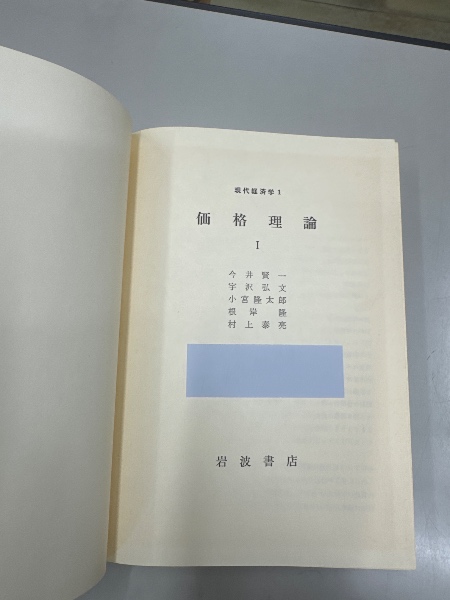 現代経済学1
価格理論
I
今井賢一
宇沢弘文
小宮隆太郎
根岸隆
村上泰亮
岩波書店